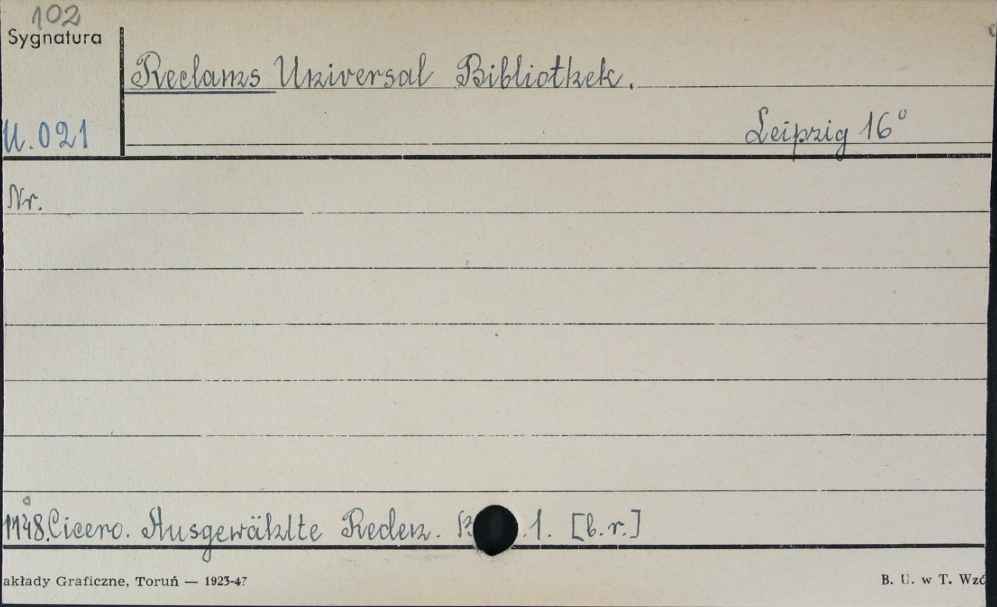 102
Sygnatura
Reclams Universal Bibliothek.
U. 021
Leipzig 16°
Nr.
1148. Cicero. Ausgewählte Reden. 1. [b.r.]
akłady Graficzne, Toruń — 1923-47
B. U. w T. Wzó